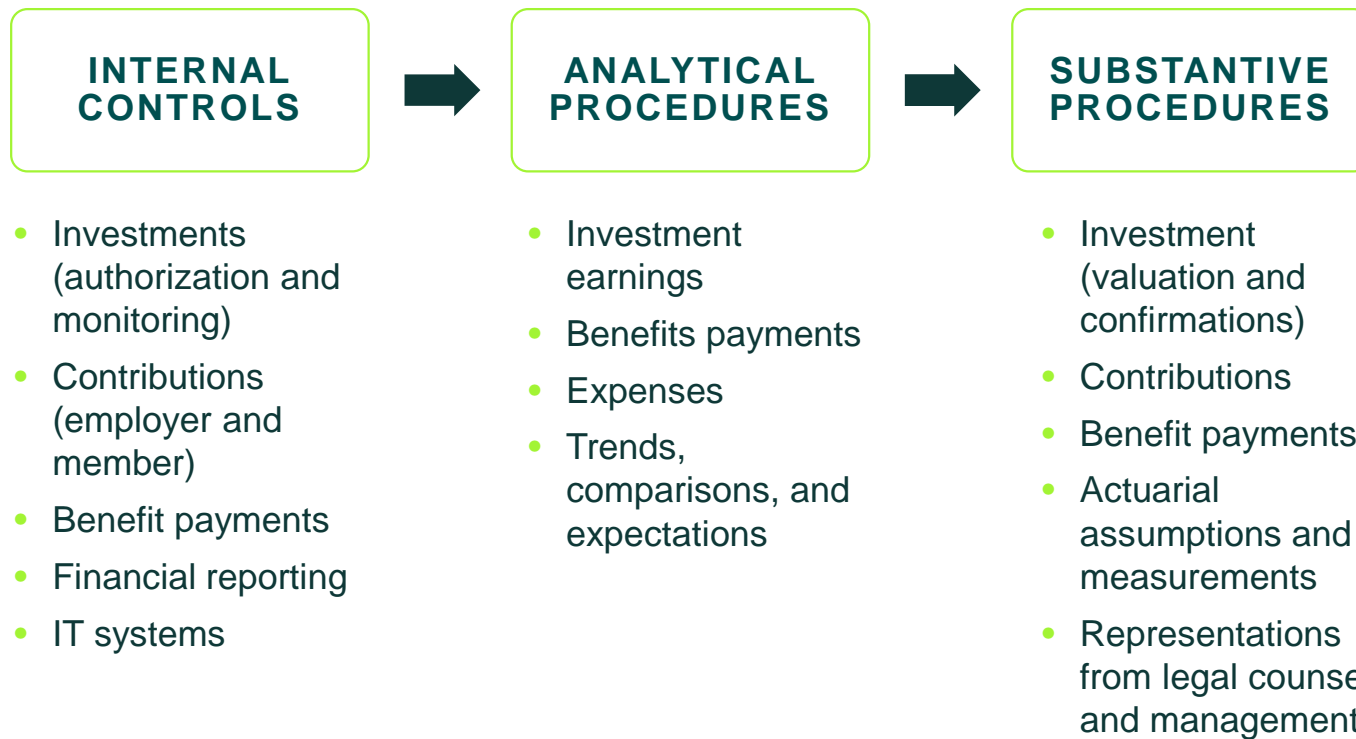 INTERNAL
CONTROLS
ANALYTICAL
PROCEDURES
SUBSTANTIVE
PROCEDURES
• Investments
(authorization and
monitoring)
• Contributions
(employer and
member)
• Benefit payments
• Financial reporting
• IT systems
• Investment
earnings
• Benefits payments
• Expenses
• Trends,
comparisons, and
expectations
• Investment
(valuation and
confirmations)
• Contributions
• Benefit payments
• Actuarial
assumptions and
measurements
• Representations
from legal counse
and management